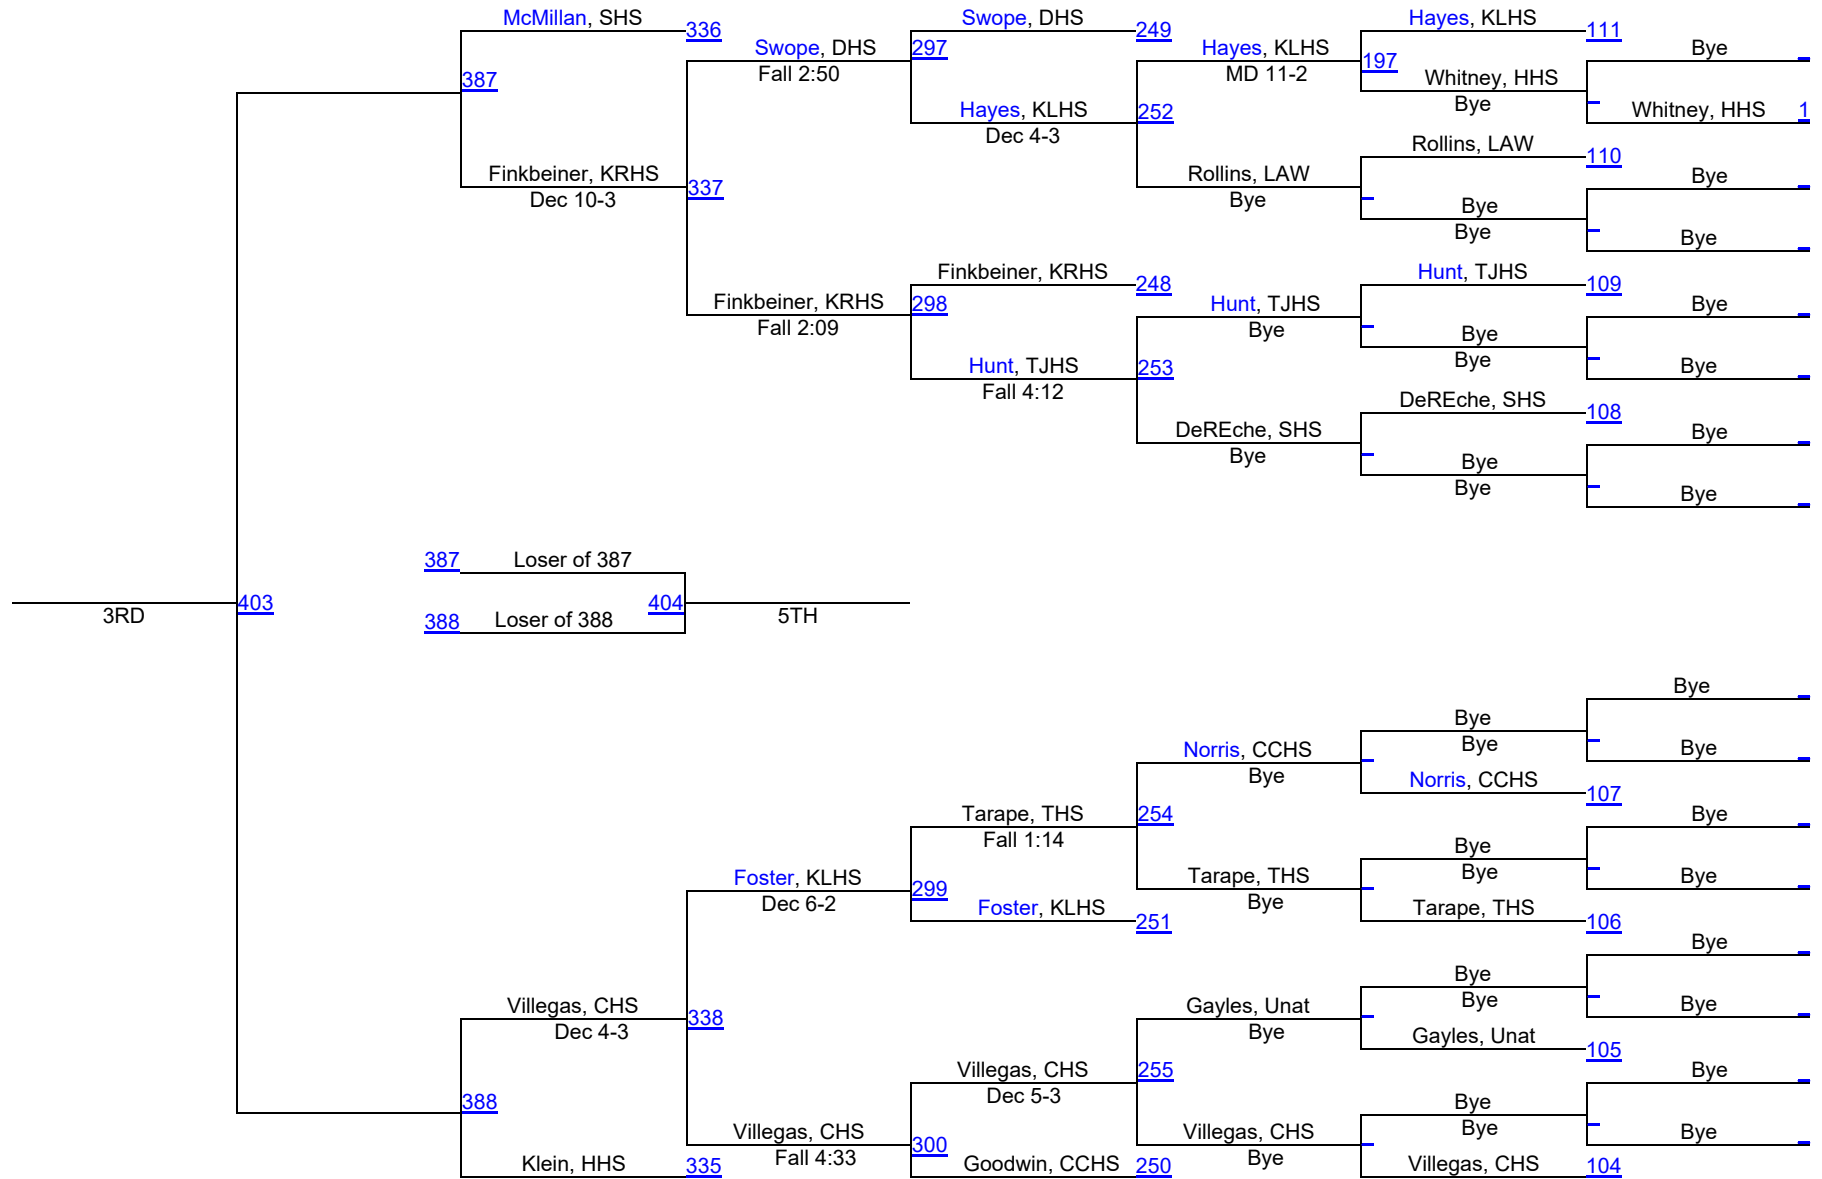 McMillan, SHS
336
Swope, DHS
249
Hayes, KLHS
111
Swope, DHS
297
Hayes, KLHS
Bye
Fall 2:50
MD 11-2
197
387
Whitney, HHS
Bye
Hayes, KLHS
252
Whitney, HHS
1
Dec 4-3
Rollins, LAW
110
Finkbeiner, KRHS
337
Rollins, LAW
Bye
Dec 10-3
Bye
Bye
Bye
Bye
Finkbeiner, KRHS
248
Hunt, TJHS
109
Finkbeiner, KRHS
298
Hunt, TJHS
Bye
Fall 2:09
Bye
Bye
Bye
Hunt, TJHS
253
Bye
Fall 4:12
DeREche, SHS
108
DeREche, SHS
Bye
Bye
Bye
Bye
Bye
387
Loser of 387
403
404
3RD
388
Loser of 388
5TH
Bye
Bye
Norris, CCHS
Bye
Bye
Bye
Norris, CCHS
107
Tarape, THS
254
Bye
Fall 1:14
Bye
Foster, KLHS
299
Tarape, THS
Bye
Bye
Dec 6-2
Bye
Foster, KLHS
251
Tarape, THS
106
Bye
Bye
Villegas, CHS
338
Gayles, Unat
Bye
Bye
Dec 4-3
Bye
Gayles, Unat
105
Villegas, CHS
255
Bye
Dec 5-3
388
Bye
Villegas, CHS
300
Villegas, CHS
Bye
Bye
Fall 4:33
Bye
Klein, HHS
335
Goodwin, CCHS
250
Villegas, CHS
104